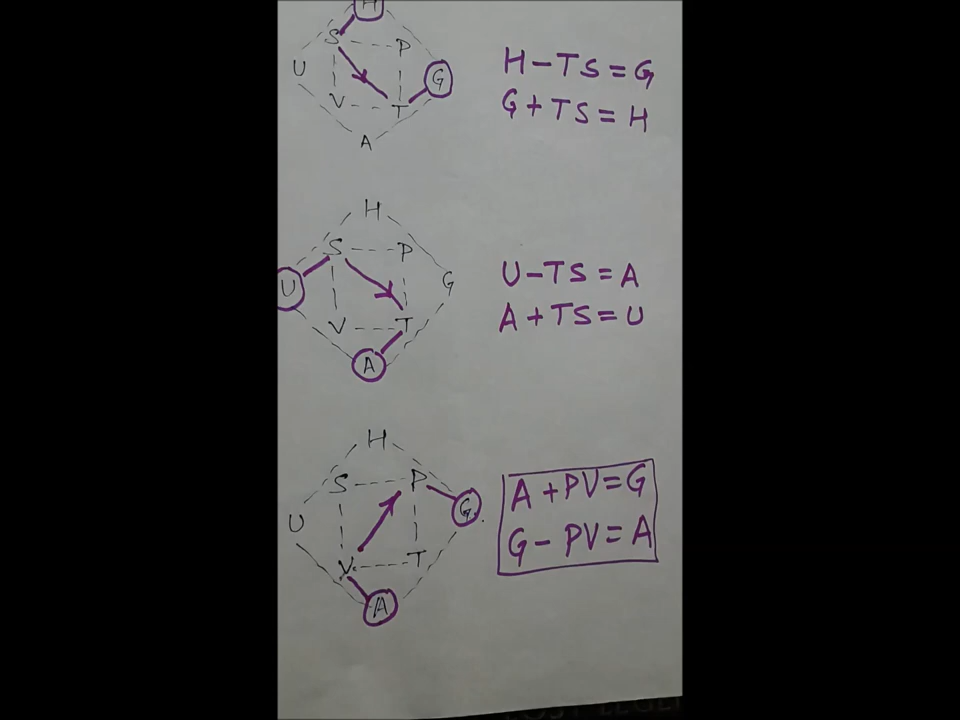 H
S P
U G
V T
A
H-TS=G
G+TS=H
H
S P
U G
V T
A
U-TS=A
A+TS=U
H
S P
U G
V T
A
A+PV=G
G-PV=A